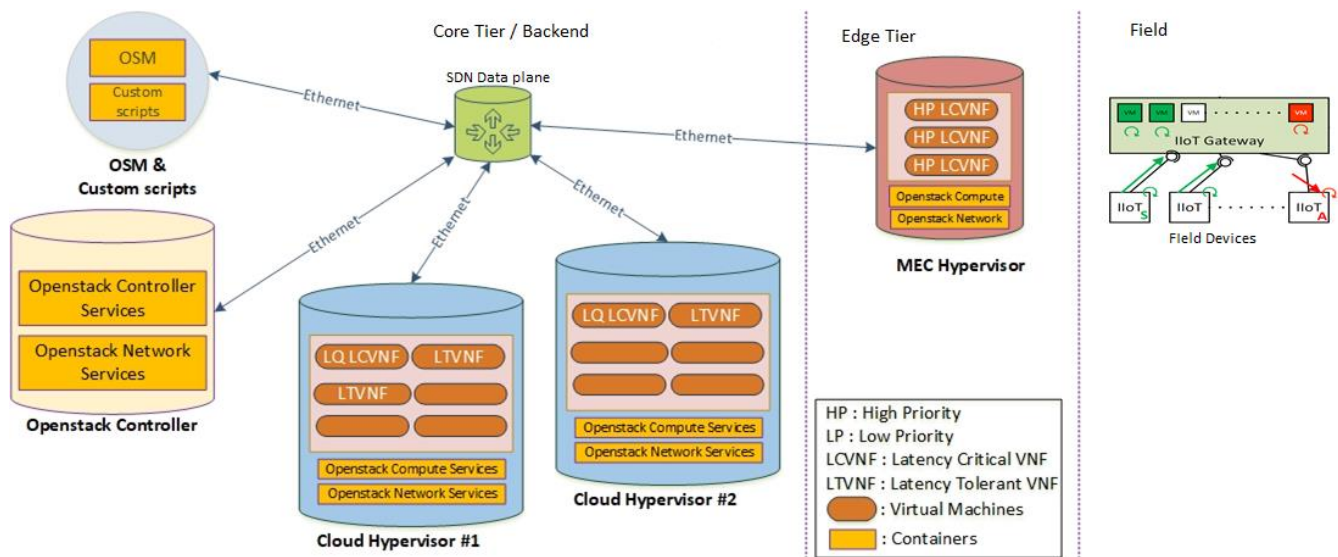 Core Tier / Backend
Edge Tier
Field
OSM
Custom
scripts
OSM &
Custom scripts
SDN Data plane
Ethernet
Ethernet
Ethernet
Ethernet
Ethernet
HP LCVNF
HP LCVNF
HP LCVNF
Openstack Compute
Openstack Network
MEC Hypervisor
VM
VM
VM
VM
IIoT Gateway
IIoT
S
IIoT
IIoT
A
Field Devices
Openstack Controller
Services
Openstack Network
Services
Openstack Controller
LQ LCVNF
LTVNF
LTVNF
Openstack Compute Services
Openstack Network Services
Cloud Hypervisor #1
LQ LCVNF
LTVNF
Openstack Compute Services
Openstack Network Services
Cloud Hypervisor #2
HP : High Priority
LP : Low Priority
LCVNF : Latency Critical VNF
LTVNF : Latency Tolerant VNF
: Virtual Machines
: Containers